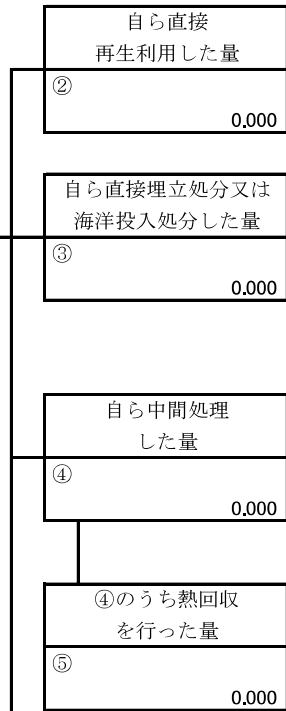 自ら直接
再生利用した量
②
0.000
自ら直接埋立処分又は
海洋投入処分した量
③
0.000
自ら中間処理
した量
④
0.000
④のうち熱回収
を行った量
⑤
0.000